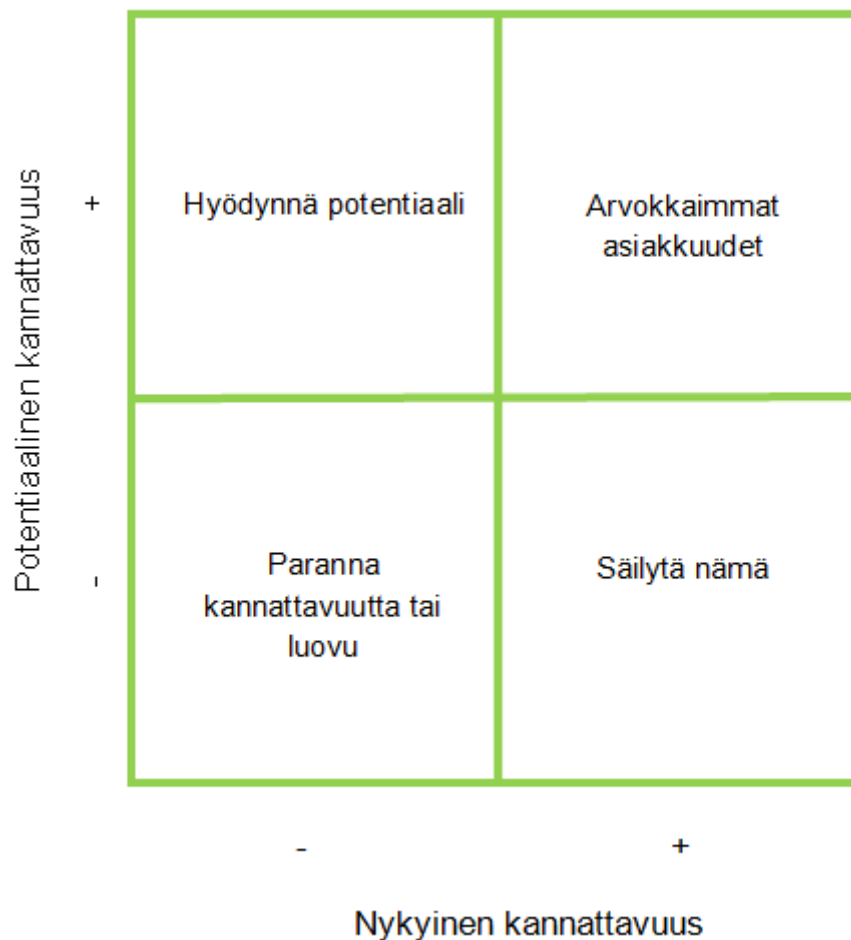 Potentiaalinen kannattavuus
+
Hyödynnä potentiaali
Arvokkaimmat
asiakkuudet
-
Paranna
kannattavuutta tai
luovu
Säilytä nämä
-
+
Nykyinen kannattavuus